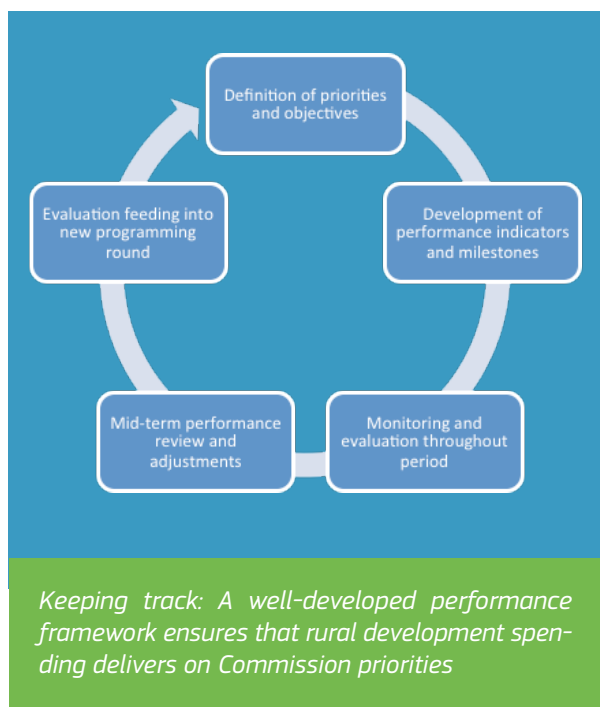 Definition of priorities
and objectives
Development of
performance indicators
and milestones
Monitoring and
evaluation throughout
period
Mid-term performance
review and
adjustments
Evaluation feeding into
new programming
round
Keeping track: A well-developed performance
framework ensures that rural development spen-
ding delivers on Commission priorities